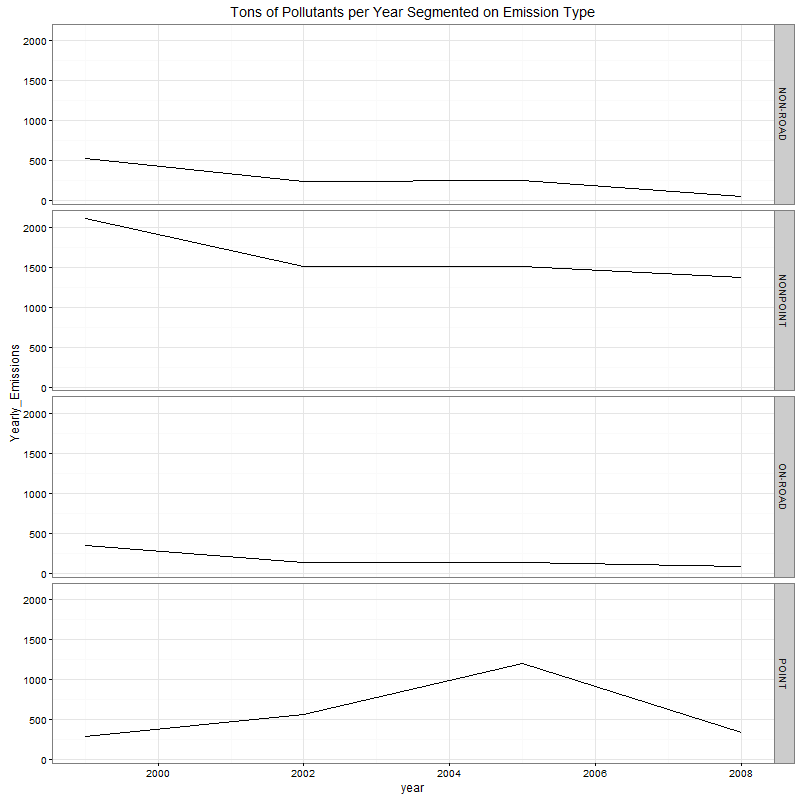 Tons of Pollutants per Year Segmented on Emission Type
Yearly_Emissions
2000
1500
1000
500
0
NON-ROAD
2000
1500
1000
500
0
NONPOINT
2000
1500
1000
500
0
ON-ROAD
2000
1500
1000
500
0
POINT
2000 2002 2004 2006 2008
year